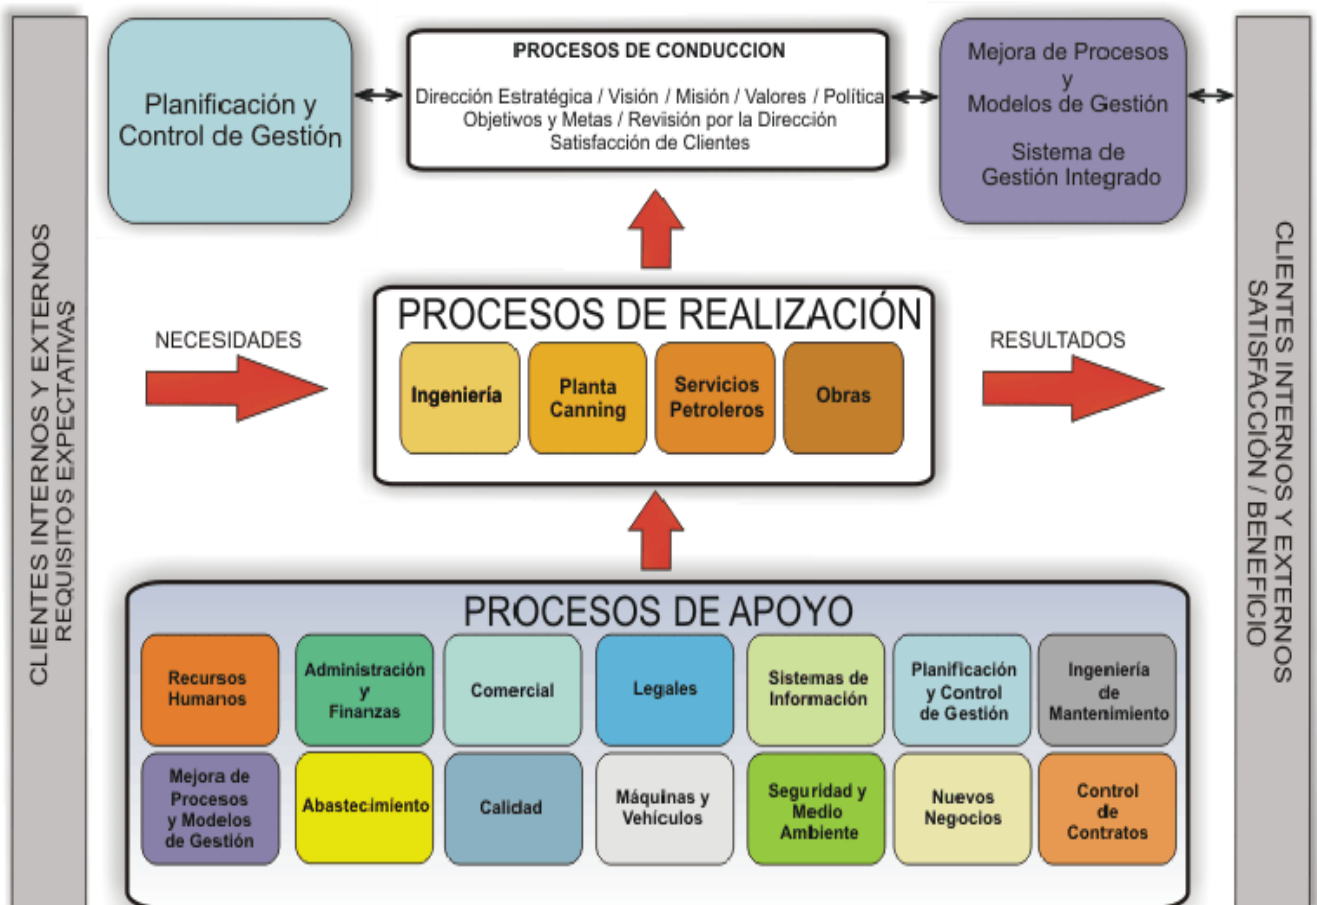 CLIENTES INTERNOS Y EXTERNOS
REQUISITOS EXPECTATIVAS
Planificación y
Control de Gestión
PROCESOS DE CONDUCCION
Dirección Estratégica / Visión / Misión / Valores / Política
Objetivos y Metas / Revisión por la Dirección
Satisfacción de Clientes
Mejora de Procesos
y
Modelos de Gestión
Sistema de
Gestión Integrado
NECESIDADES
PROCESOS DE REALIZACIÓN
Ingeniería
Planta
Canning
Servicios
Petroleros
Obras
RESULTADOS
PROCESOS DE APOYO
Recursos
Humanos
Administración
y
Finanzas
Comercial
Legales
Sistemas de
Información
Planificación
y Control
de Gestión
Ingeniería
de
Mantenimiento
Mejora de
Procesos
y Modelos
de Gestión
Abastecimiento
Calidad
Máquinas y
Vehículos
Seguridad y
Medio
Ambiente
Nuevos
Negocios
Control
de
Contratos
CLIENTES INTERNOS Y EXTERNOS
SATISFACCIÓN / BENEFICIO